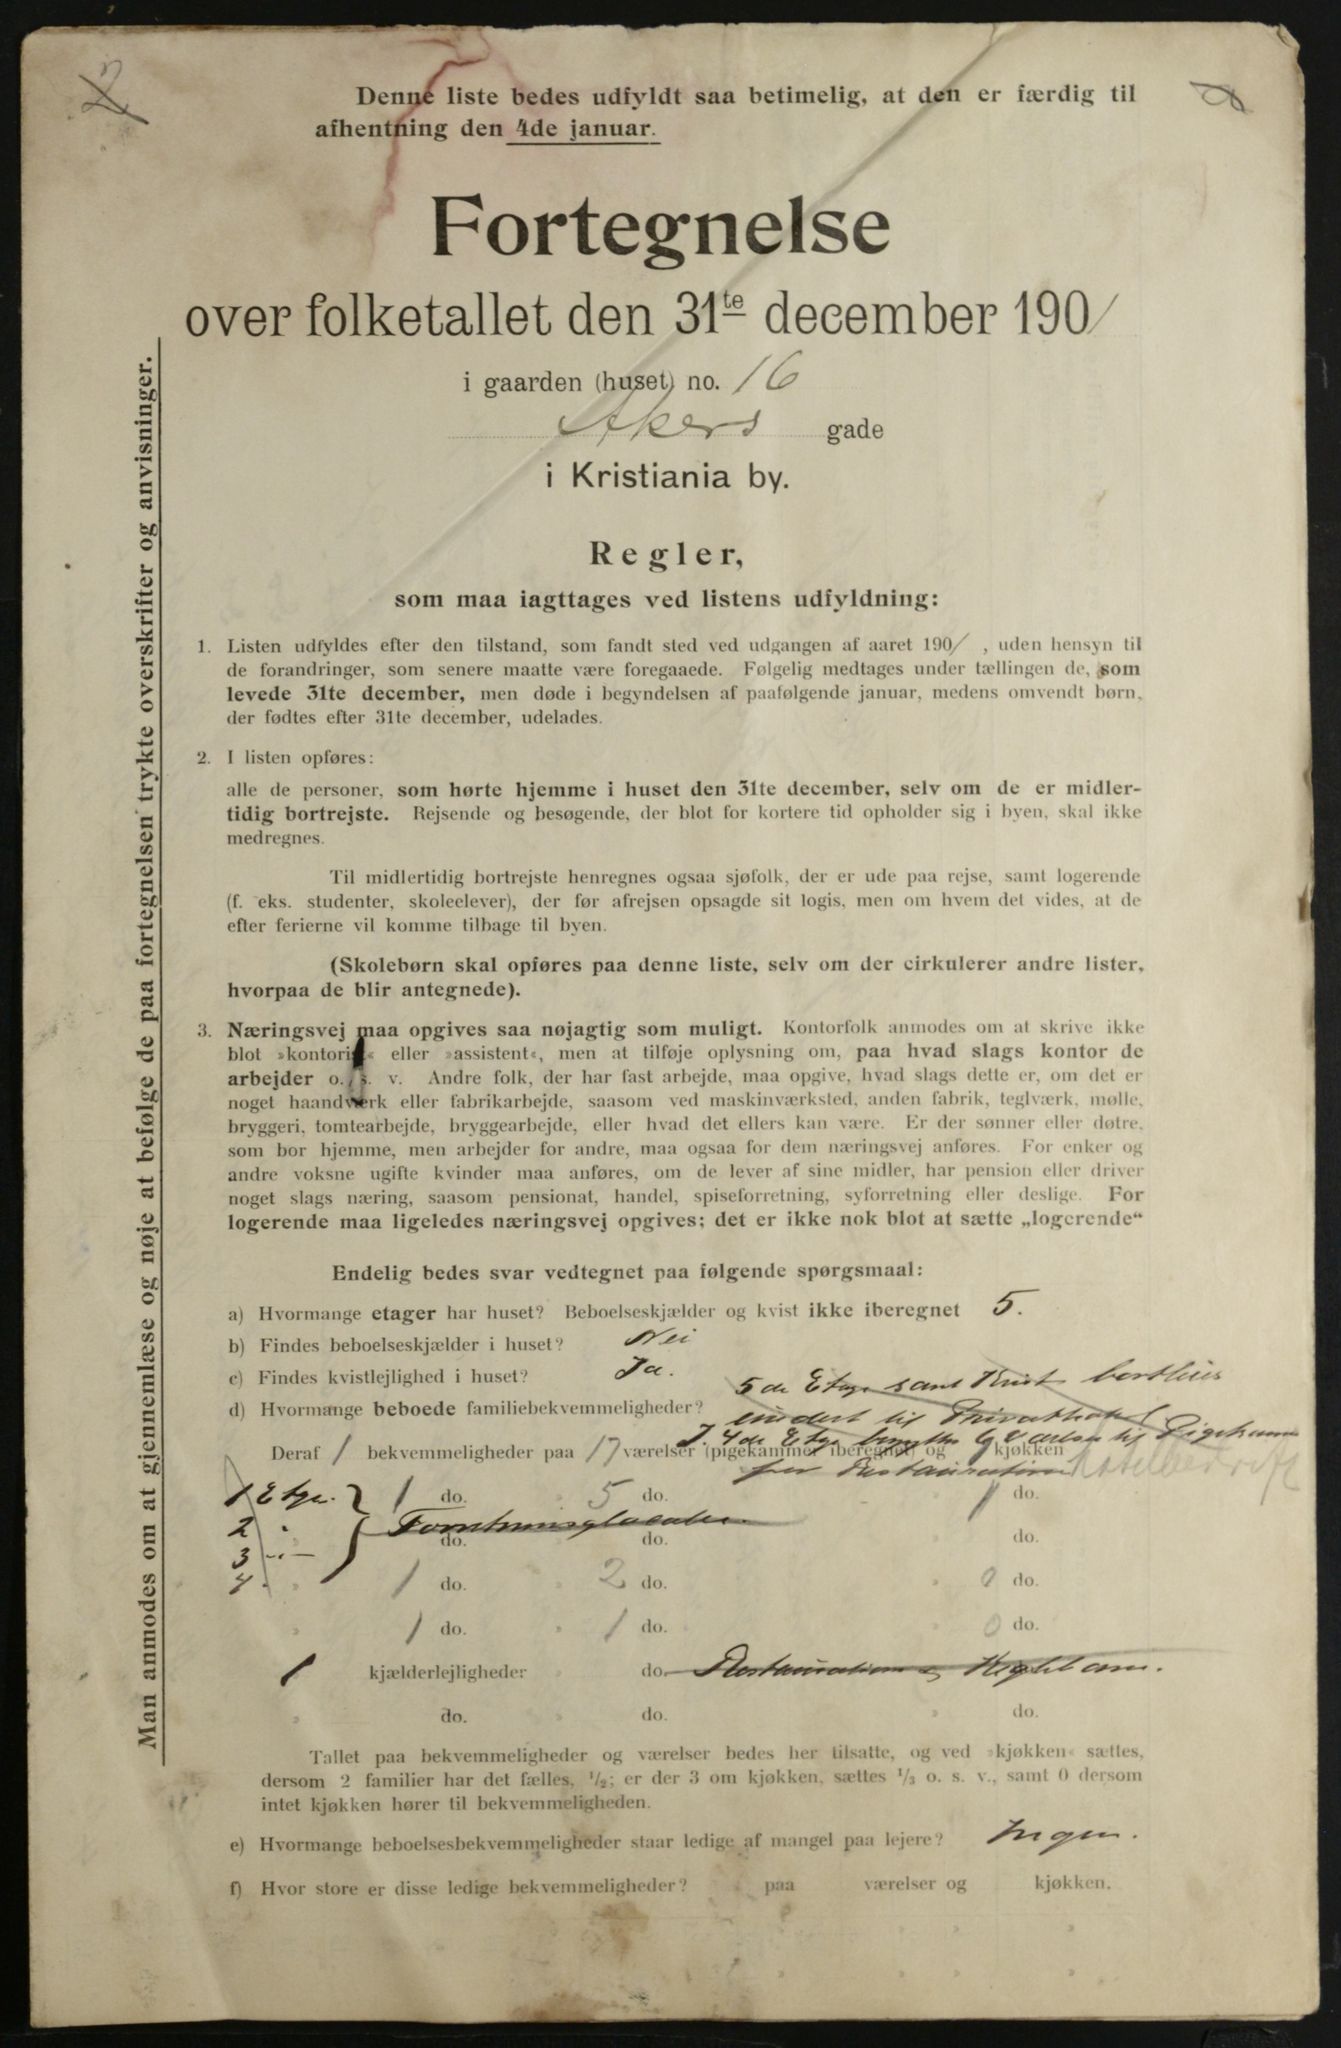 Denne liste bedes udfyldt saa betimelig, at den er færdig til
afhentning den 4de januar.
Fortegnelse
over folketallet den 31te december 1901
i gaarden (huset) no. 16
Akers gade
i Kristiania by.
Regler,
som maa iagttages ved listens udfyldning:
1. Listen udfyldes efter den tilstand, som fandt sted ved udgangen af aaret 1901, uden hensyn til
de forandringer, som senere maatte være foregaaede. Følgelig medtages under tællingen de, som
levede 31te december, men døde i begyndelsen af paafølgende januar, medens omvendt børn,
der fødtes efter 31te december, udelades.
2. I listen opføres:
alle de personer, som hørte hjemme i huset den 31te december, selv om de er midler-
tidig bortrejste. Rejsende og besøgende, der blot for kortere tid opholder sig i byen, skal ikke
medregnes.
Til midlertidig bortrejste henregnes ogsaa sjøfolk, der er ude paa rejse, samt logerende
(f. eks. studenter, skoleelever), der før afrejsen opsagde sit logis, men om hvem det vides, at de
efter ferierne vil komme tilbage til byen.
(Skolebørn skal opføres paa denne liste, selv om der cirkulerer andre lister,
hvorpaa de blir antegnede).
3. Næringsvej maa opgives saa nøjagtig som muligt. Kontorfolk anmodes om at skrive ikke
blot »kontorist« eller »assistent«, men at tilføje oplysning om, paa hvad slags kontor de
arbejder o. s. v. Andre folk, der har fast arbejde, maa opgive, hvad slags dette er, om det er
noget haandværk eller fabrikarbejde, saasom ved maskinværksted, anden fabrik, teglværk, mølle,
bryggeri, tomtearbejde, bryggearbejde, eller hvad det ellers kan være. Er der sønner eller døtre,
som bor hjemme, men arbejder for andre, maa ogsaa for dem næringsvej anføres. For enker og
andre voksne ugifte kvinder maa anføres, om de lever af sine midler, har pension eller driver
noget slags næring, saasom pensionat, handel, spiseforretning, syforretning eller deslige. For
logerende maa ligeledes næringsvej opgives; det er ikke nok blot at sætte „logerende“
Endelig bedes svar vedtegnet paa følgende spørgsmaal:
a) Hvormange etager har huset? Beboelseskjælder og kvist ikke iberegnet 5.
b) Findes beboelseskjælder i huset? Nei
c) Findes kvistlejlighed i huset? Ja.
5de Etage samt Kvist
d) Hvormange beboede familiebekvemmeligheder? til
I 4de Etg. til Pigekamre
Deraf 1 bekvemmeligheder paa 17 værelser (pigekammer iberegnet) og 1 kjøkken
for Restauration Hotelbedrift
1 Etge. 1 do. 5 do. 1 do.
2 " Forretningslokaler do. do. do.
3 -"-
4 " 1 do. 2 do. 0 do.
1 do. 1 do. 0 do.
1 kjælderlejligheder do. Restaurations
do. do. do.
Tallet paa bekvemmeligheder og værelser bedes her tilsatte, og ved »kjøkken« sættes,
dersom 2 familier har det fælles, 1/2; er der 3 om kjøkken, sættes 1/3 o. s. v., samt 0 dersom
intet kjøkken hører til bekvemmeligheden.
e) Hvormange beboelsesbekvemmeligheder staar ledige af mangel paa lejere? Ingen.
f) Hvor store er disse ledige bekvemmeligheder? paa værelser og kjøkken.
Man anmodes om at gjennemlæse og nøje at befølge de paa fortegnelsen trykte overskrifter og anvisninger.